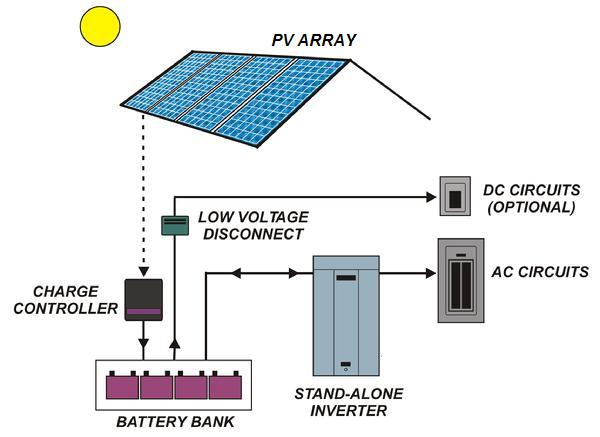 PV ARRAY
DC CIRCUITS
(OPTIONAL)
LOW VOLTAGE
DISCONNECT
AC CIRCUITS
CHARGE
CONTROLLER
STAND-ALONE
INVERTER
BATTERY BANK